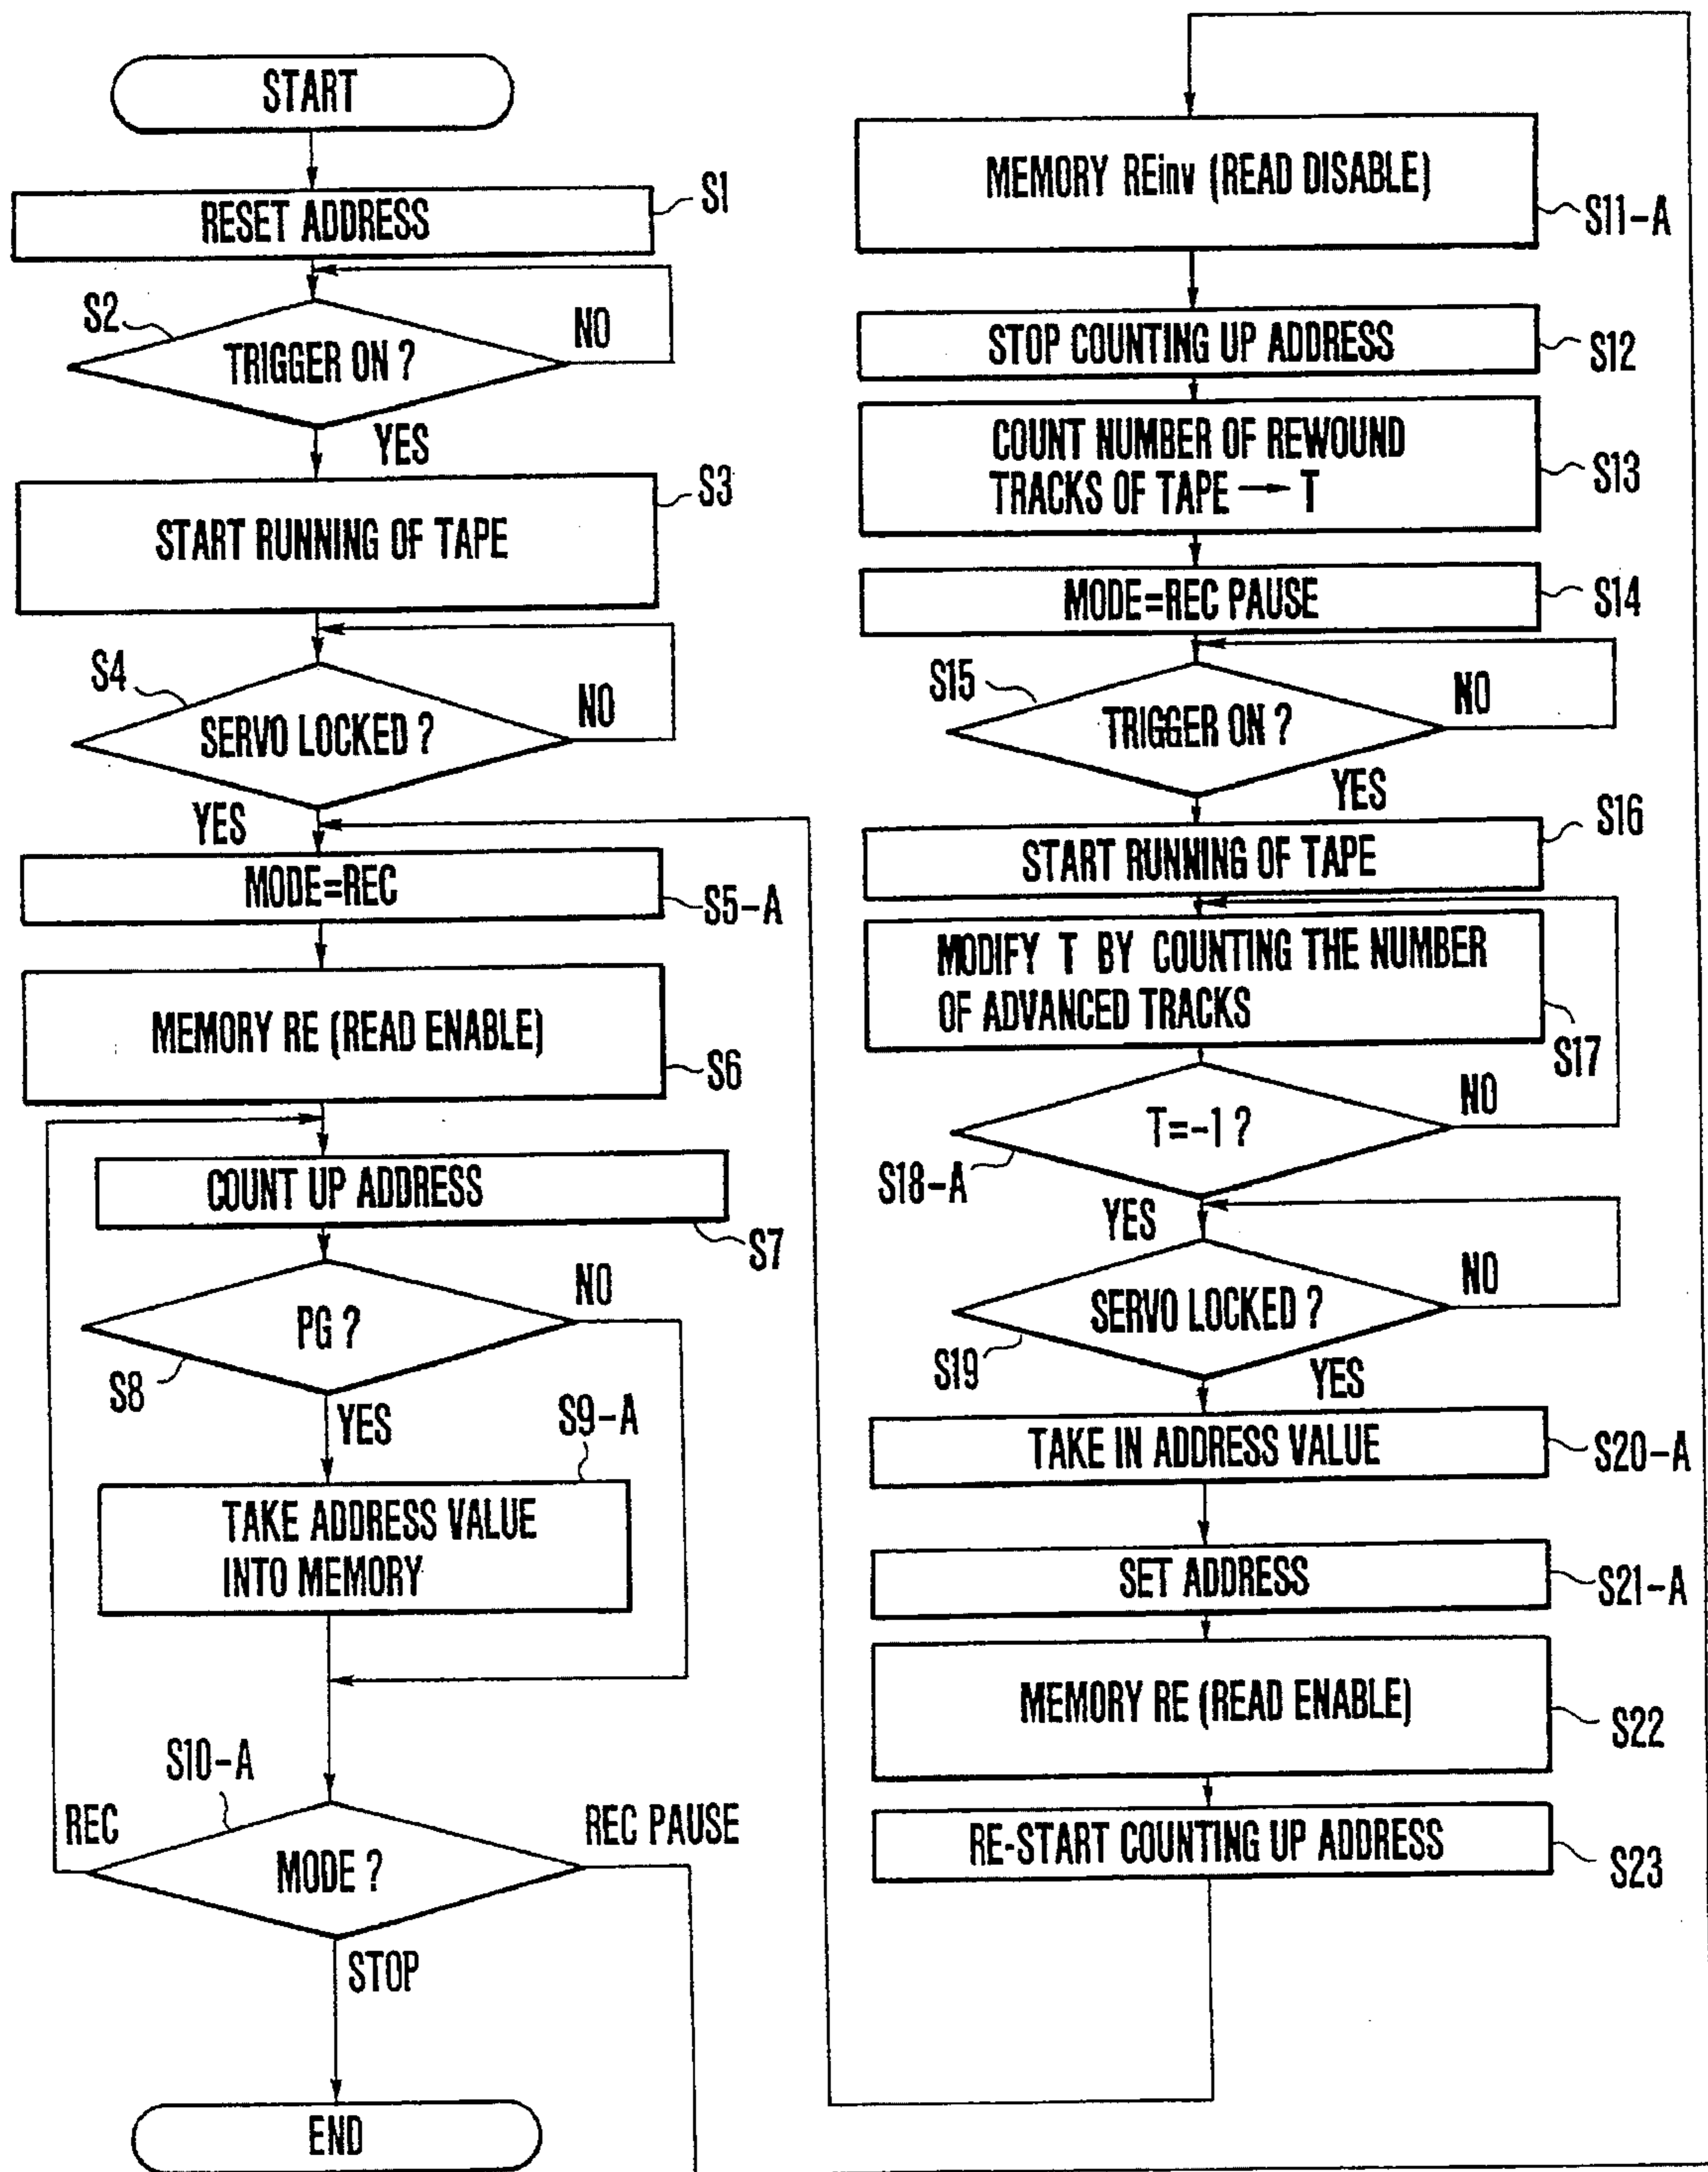 START
RESET ADDRESS
S1
S2
TRIGGER ON ?
NO
YES
START RUNNING OF TAPE
S3
S4
SERVO LOCKED ?
NO
YES
MODE=REC
S5-A
MEMORY RE (READ ENABLE)
S6
COUNT UP ADDRESS
S7
PG ?
NO
S8
YES
S9-A
TAKE ADDRESS VALUE
INTO MEMORY
S10-A
REC
MODE ?
REC PAUSE
STOP
END
MEMORY REinv (READ DISABLE)
S11-A
STOP COUNTING UP ADDRESS
S12
COUNT NUMBER OF REWOUND
TRACKS OF TAPE → T
S13
MODE=REC PAUSE
S14
S15
TRIGGER ON ?
NO
YES
START RUNNING OF TAPE
S16
MODIFY T BY COUNTING THE NUMBER
OF ADVANCED TRACKS
S17
T=-1 ?
NO
S18-A
YES
SERVO LOCKED ?
NO
S19
YES
TAKE IN ADDRESS VALUE
S20-A
SET ADDRESS
S21-A
MEMORY RE (READ ENABLE)
S22
RE-START COUNTING UP ADDRESS
S23